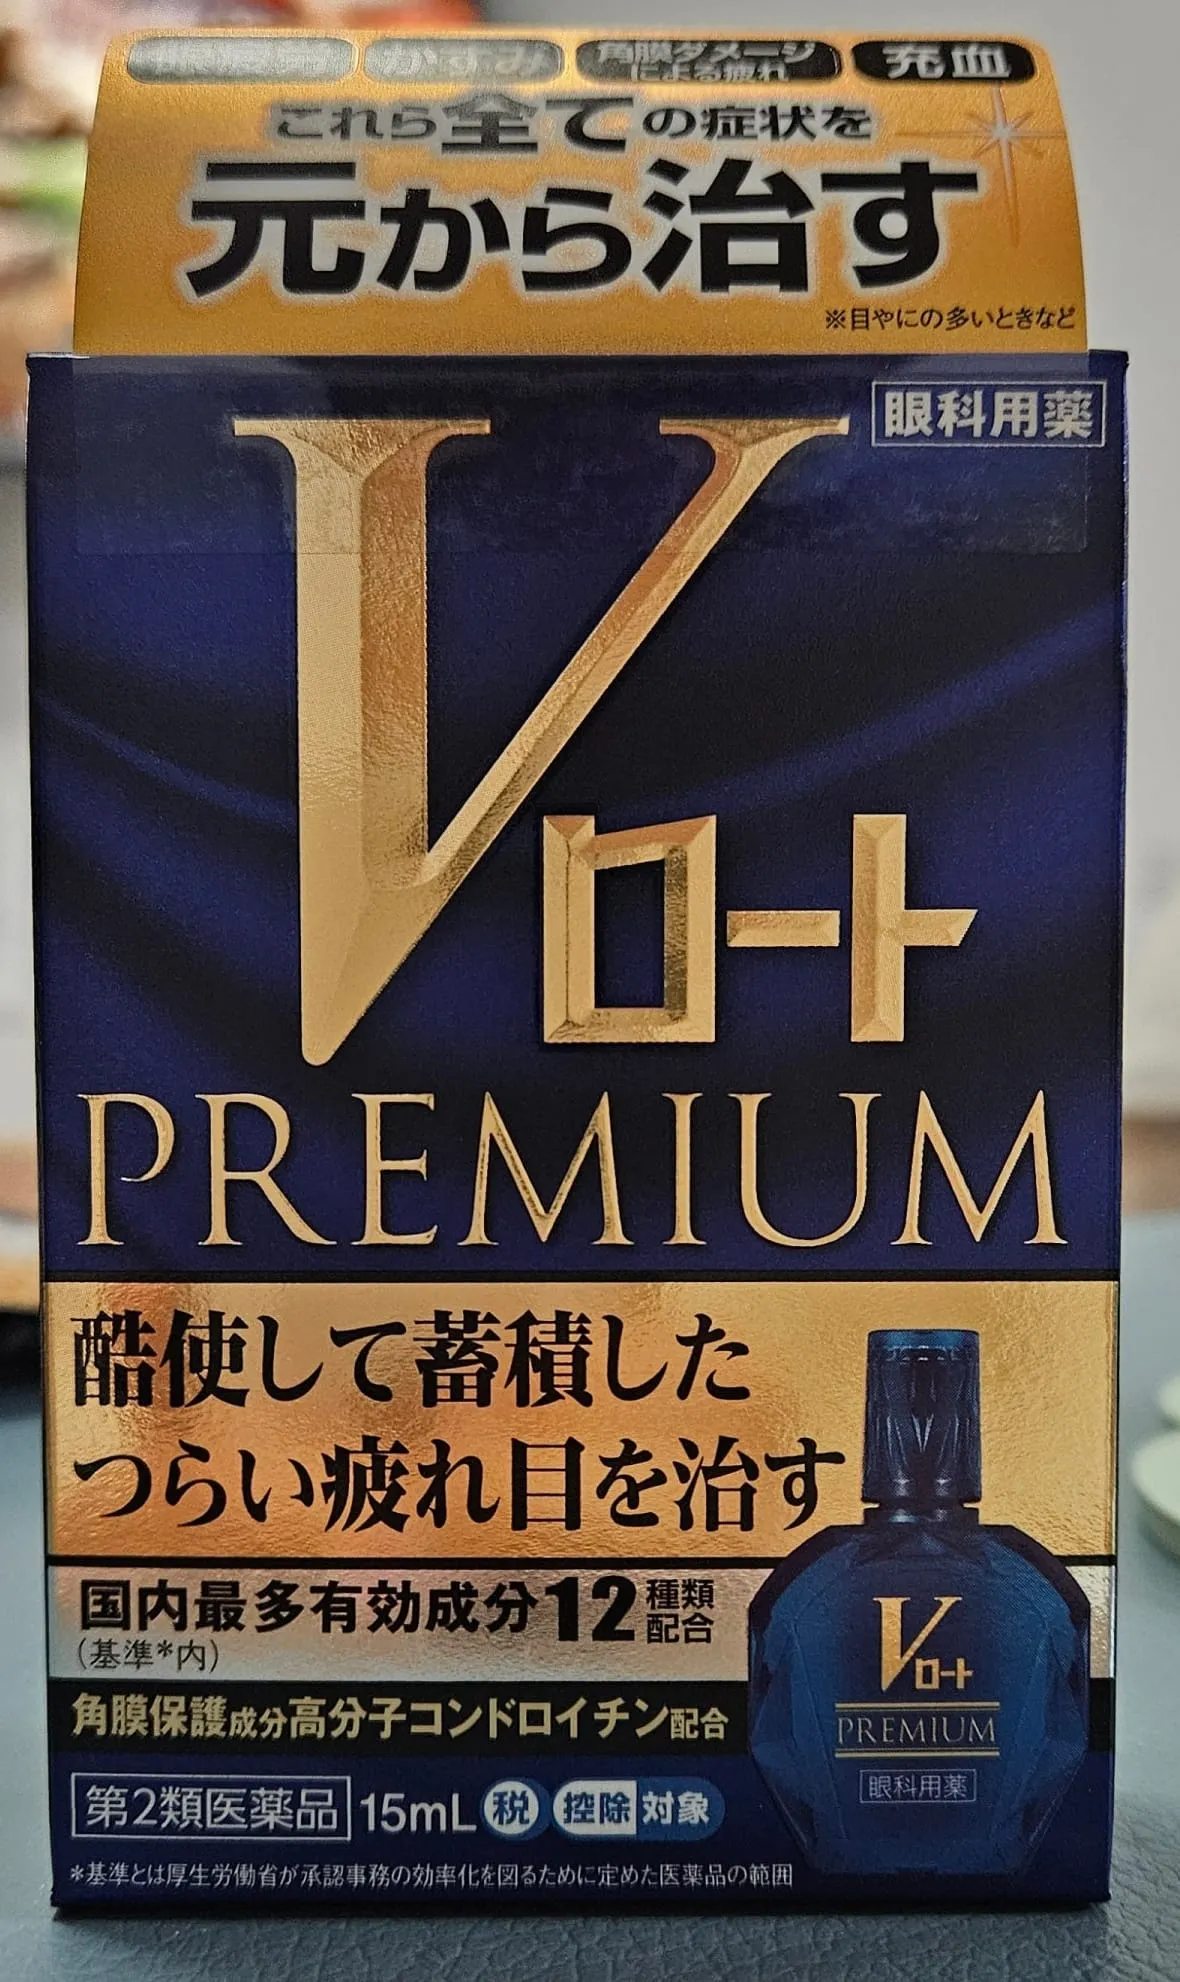 かすみ
角膜ダメージ
による疲れ
充血
これら全ての症状を
元から治す
※目やにの多いときなど
眼科用薬
Vロート
PREMIUM
酷使して蓄積した
つらい疲れ目を治す
国内最多有効成分12種類配合
(基準*内)
角膜保護成分高分子コンドロイチン配合
第2類医薬品 15mL 税 控除対象
*基準とは厚生労働省が承認事務の効率化を図るために定めた医薬品の範囲
Vロート
PREMIUM
眼科用薬